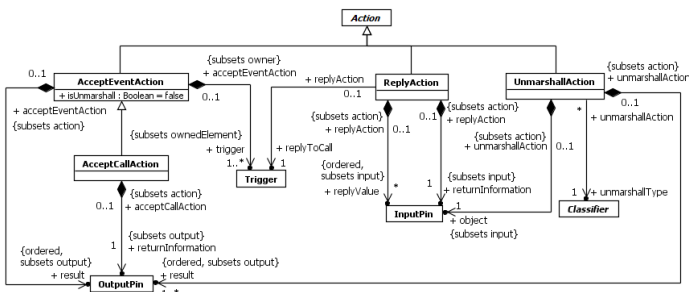 Action
{subsets action}
+ unmarshallAction
0..1
0..1
{subsets owner}
+ acceptEventAction
0..1
AcceptEventAction
+ isUnmarshall : Boolean = false
+ replyAction
0..1
ReplyAction
UnmarshallAction
+ acceptEventAction
{subsets action}
{subsets action}
+ replyAction
0..1
0..1
{subsets action}
+ replyAction
*
+ unmarshallAction
{subsets action}
+ unmarshallAction
0..1
{subsets ownedElement}
+ trigger
1..*
+ replyToCall
1
AcceptCallAction
Trigger
{ordered,
subsets input}
+ replyValue
*
{subsets input}
+ returnInformation
1
0..1
{subsets action}
+ acceptCallAction
1
+ unmarshallType
Classifier
InputPin
1
+ object
{subsets input}
1
{subsets output}
+ returnInformation
{ordered,
subsets output}
+ result
{ordered, subsets output}
+ result
OutputPin
1..*